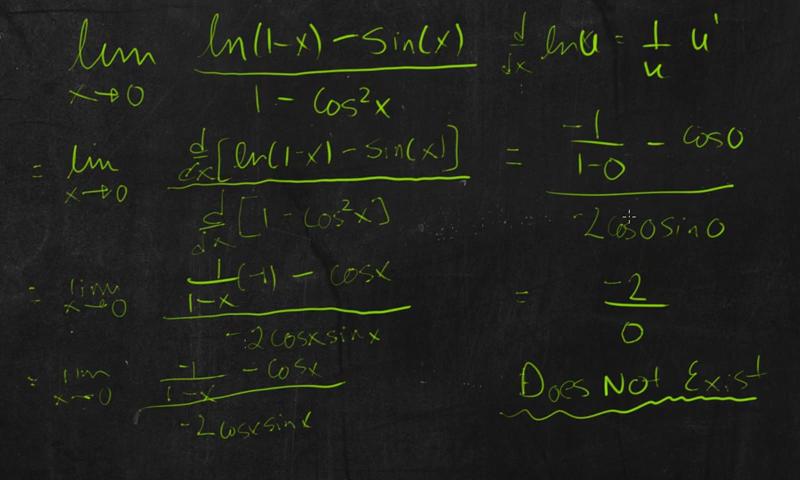 lim x→0 (ln(1-x) - Sin(x)) / (1 - Cos²x)
= lim x→0 (d/dx [ln(1-x) - Sin(x)]) / (d/dx [1 - Cos²x])
= lim x→0 (1/(1-x) (-1) - Cosx) / (-2cosxsinx)
= lim x→0 (-1/(1-x) - Cosx) / (-2cosxsinx)
d/dx lnu = 1/u u'
= (-1/(1-0) - cos0) / (-2cos0sin0)
= -2/0
Does Not Exist